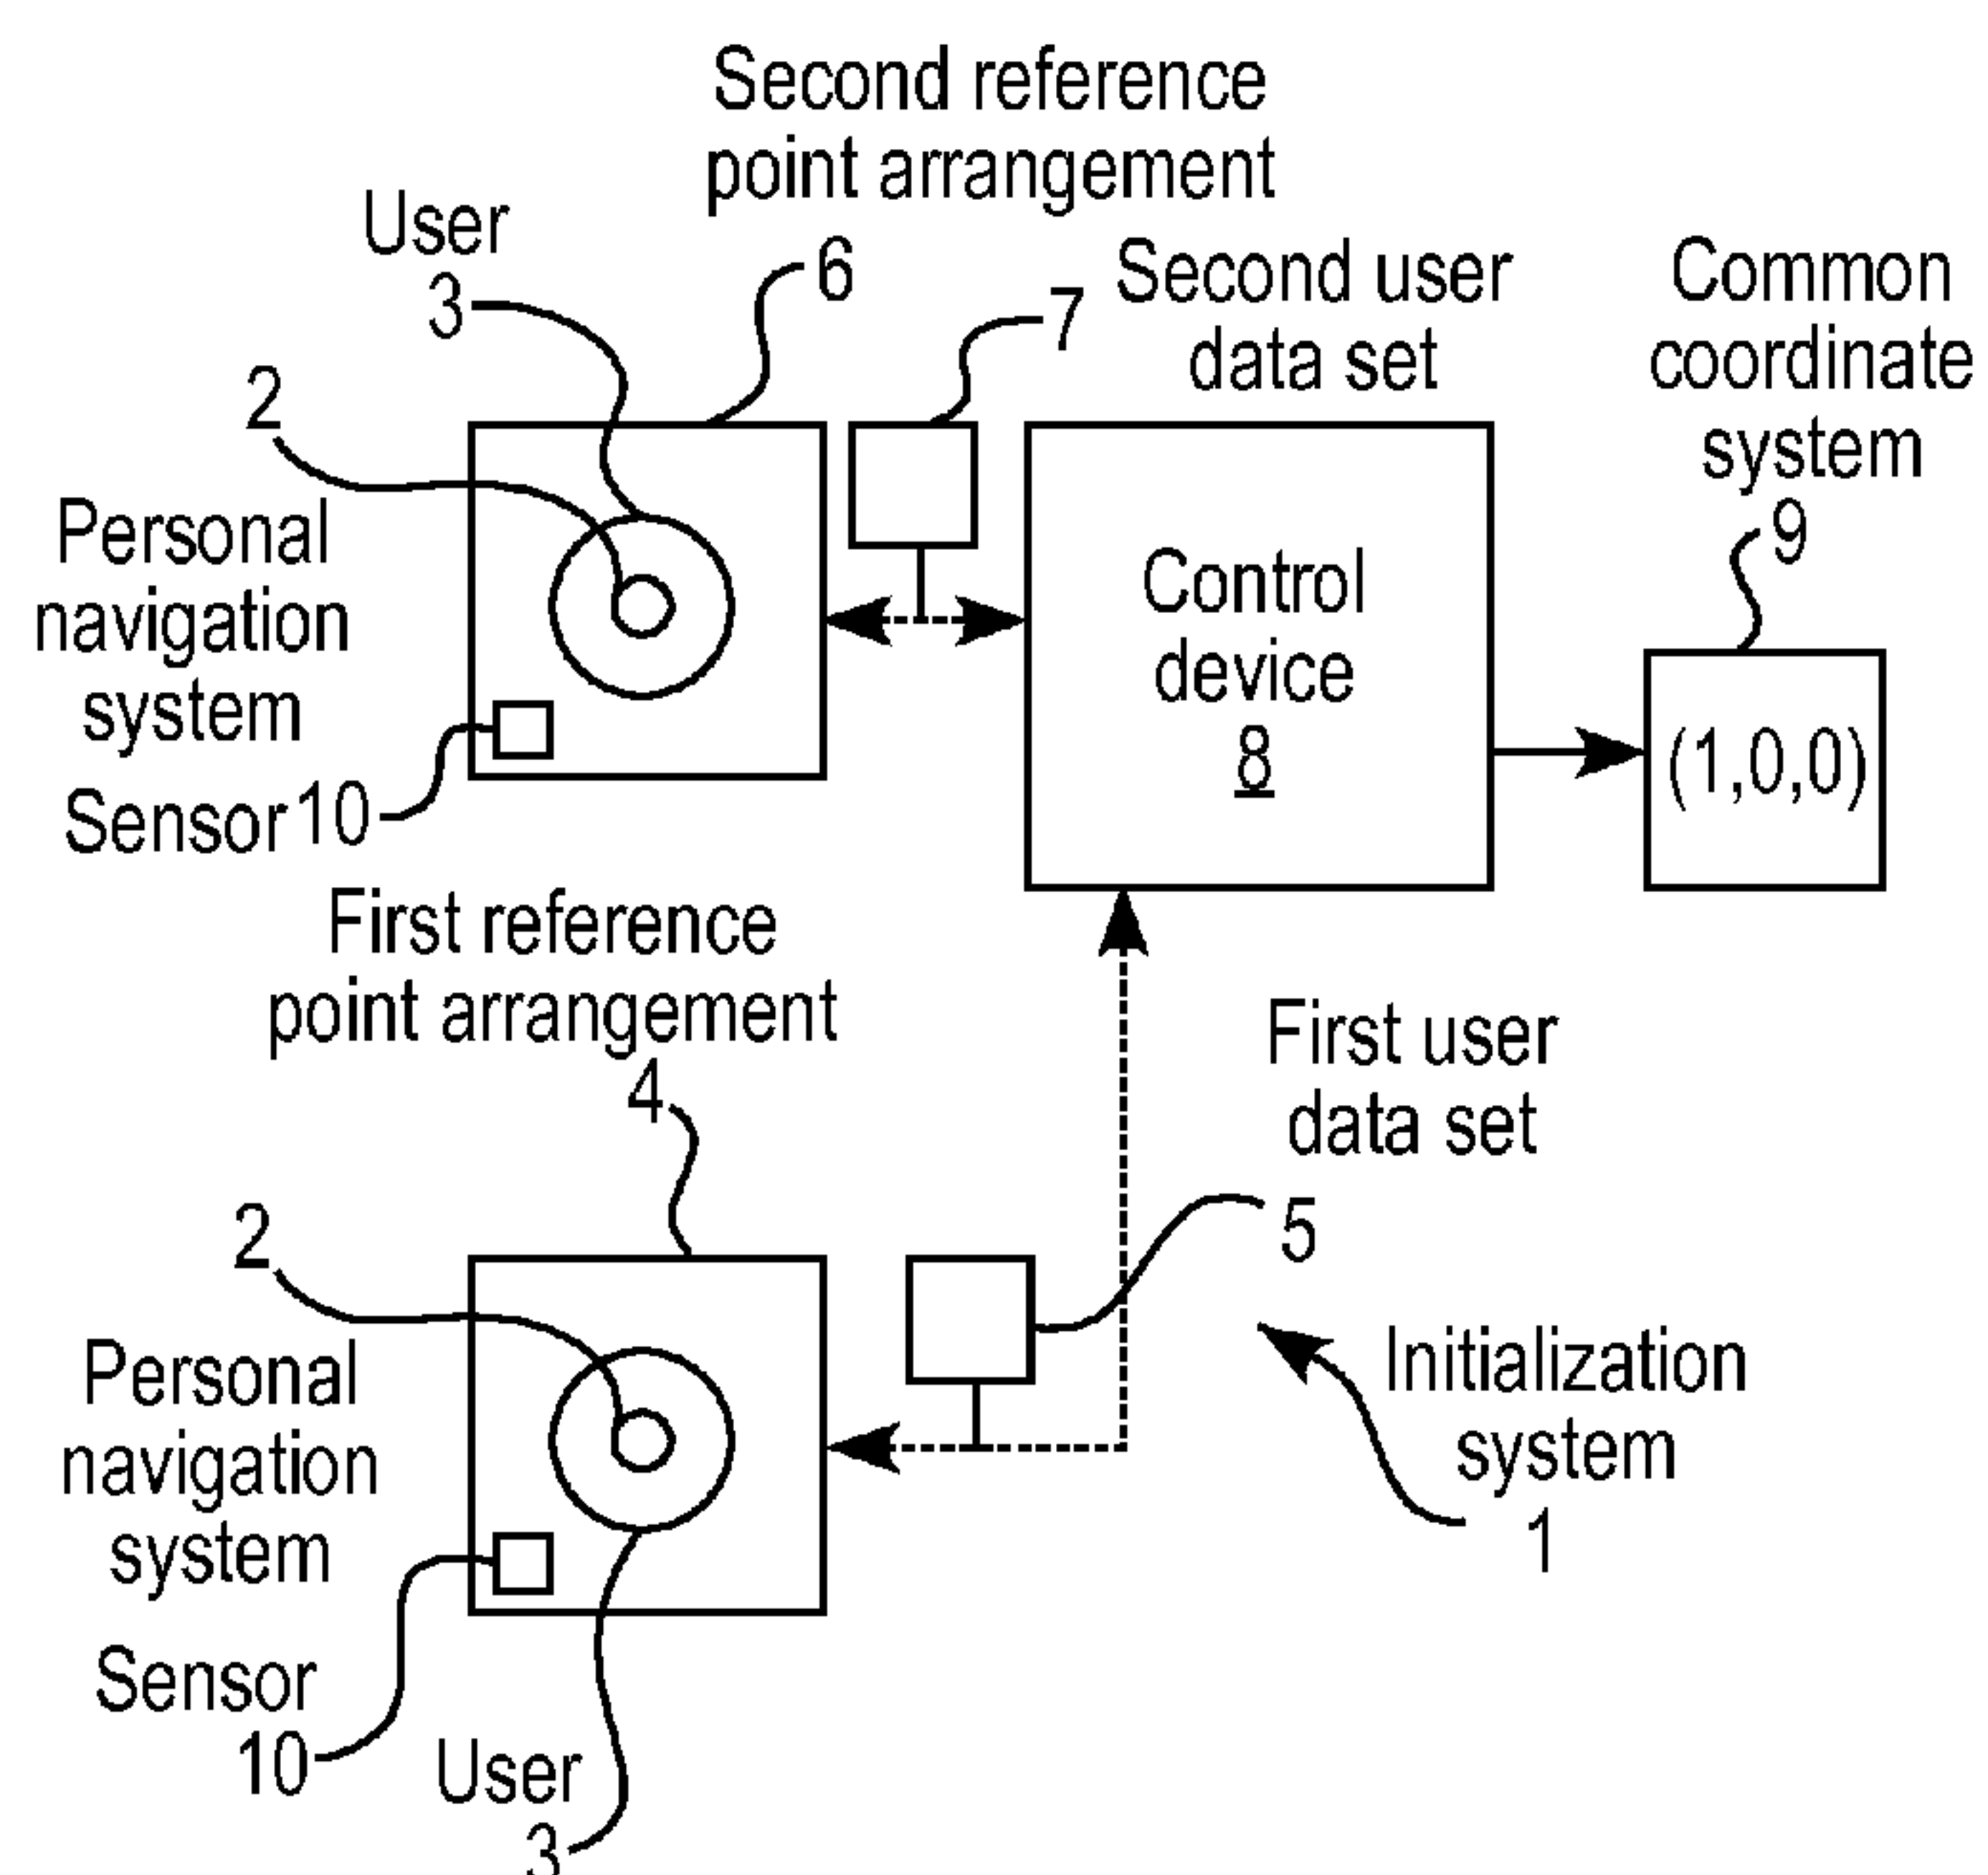 Second reference
point arrangement
6
User
3
7
Second user
data set
Common
coordinate
system
9
2
Personal
navigation
system
Sensor 10
Control
device
8
(1,0,0)
First reference
point arrangement
4
First user
data set
5
2
Personal
navigation
system
Sensor
10
User
3
Initialization
system
1